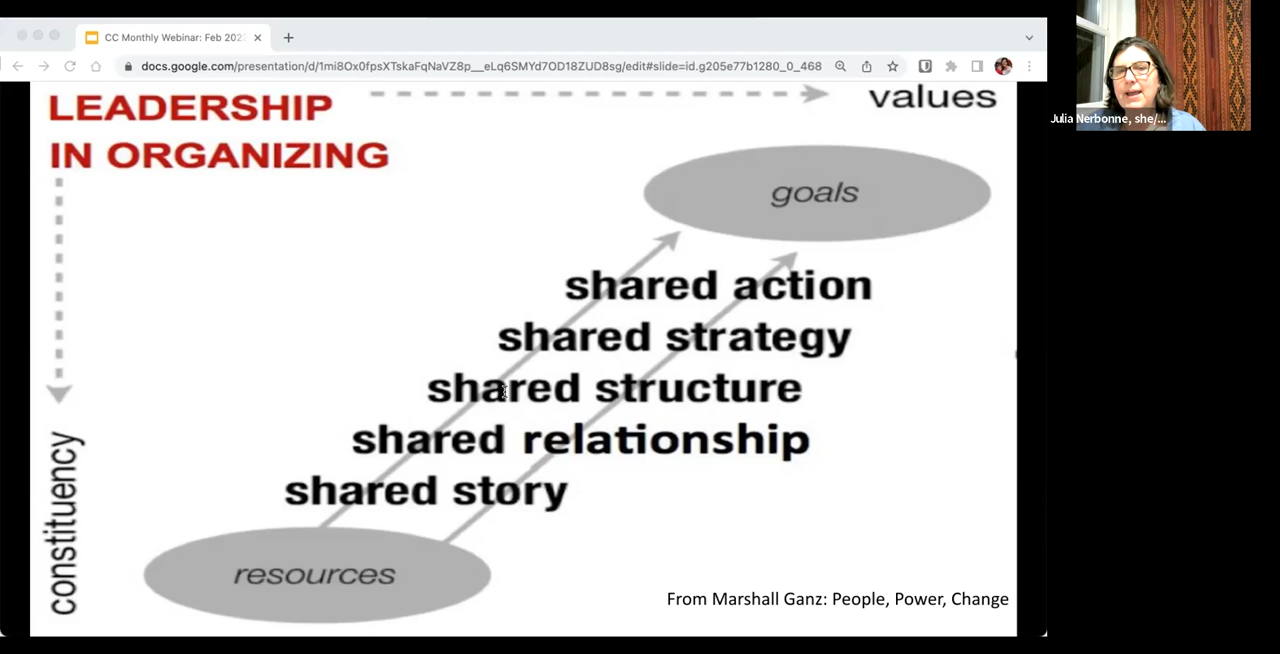 CC Monthly Webinar: Feb 202
docs.google.com/presentation/d/1mi8Ox0fpsXTskaFqNaVZ8p__eLq6SMYd7OD18ZUD8sg/edit#slide=id.g205e77b1280_0_468
Julia Nerbonne, she/...
LEADERSHIP
IN ORGANIZING
values
goals
shared action
shared strategy
shared structure
shared relationship
shared story
constituency
resources
From Marshall Ganz: People, Power, Change